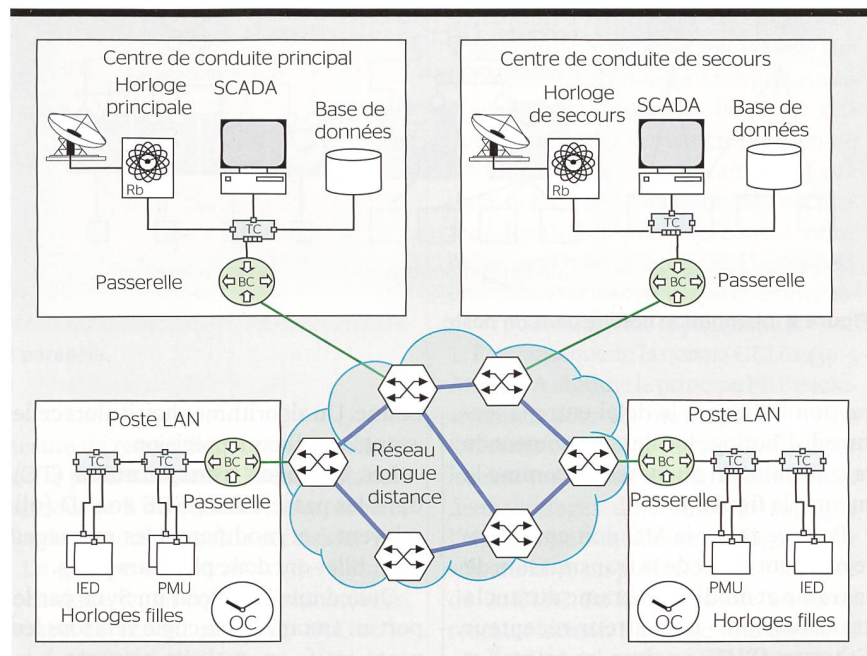 Centre de conduite principal
Horloge
principale
SCADA
Base de
données
Rb
TC
Passerelle
BC
Centre de conduite de secours
Horloge
de secours
SCADA
Base de
données
Rb
TC
BC
Passerelle
Réseau
longue
distance
Poste LAN
TC
TC
BC
Passerelle
IED
PMU
Horloges filles
OC
Poste LAN
BC
TC
TC
Passerelle
PMU
IED
OC
Horloges filles